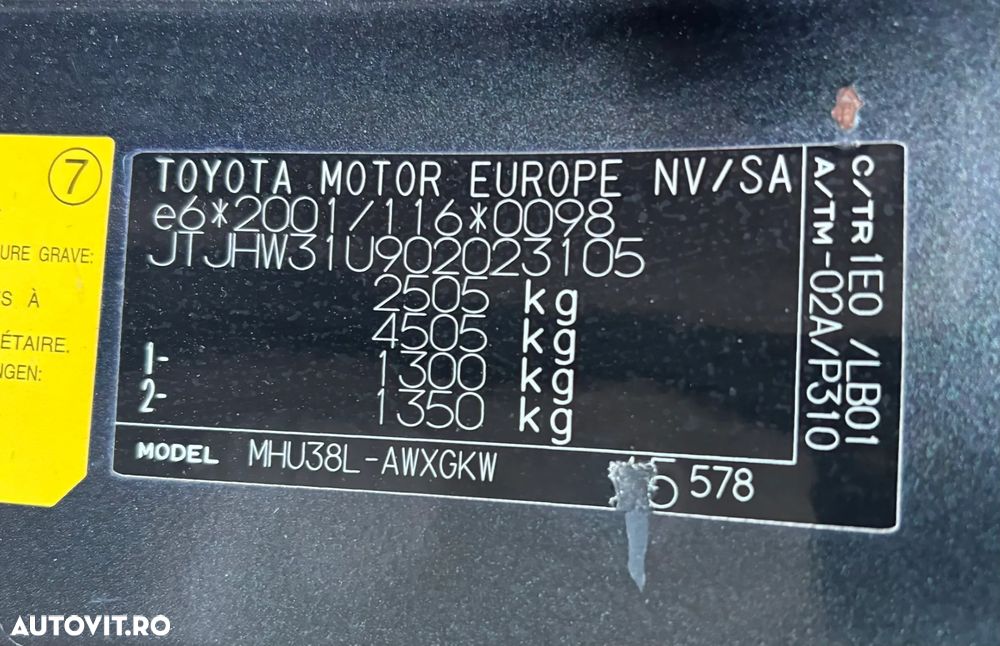 7
URE GRAVE:
S À
ÉTAIRE.
NGEN:
TOYOTA MOTOR EUROPE NV/SA
e6*2001/116*0098
JTJHW31U902023105
2505 kg
4505 kg
1- 1300 kg
2- 1350 kg
MODEL MHU38L-AWXGKW
578
C/TR 1E0 /LB01
A/TM-02A/P310
AUTOVIT.RO